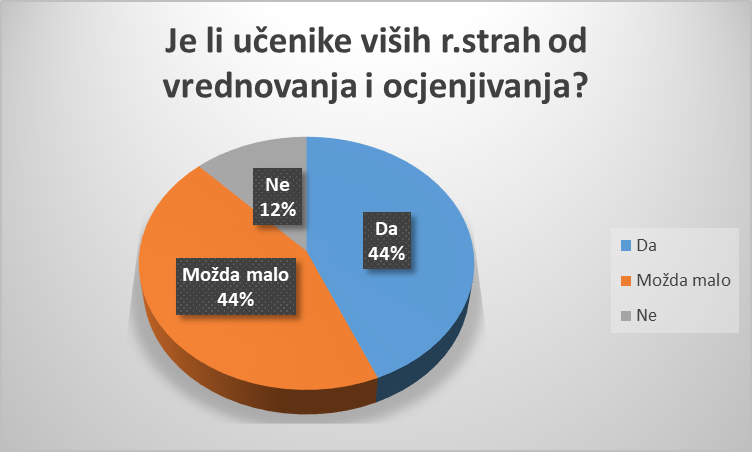 Je li učenike viših r.strah od
vrednovanja i ocjenjivanja?
Ne
12%
Da
44%
Možda malo
44%
Da
Možda malo
Ne